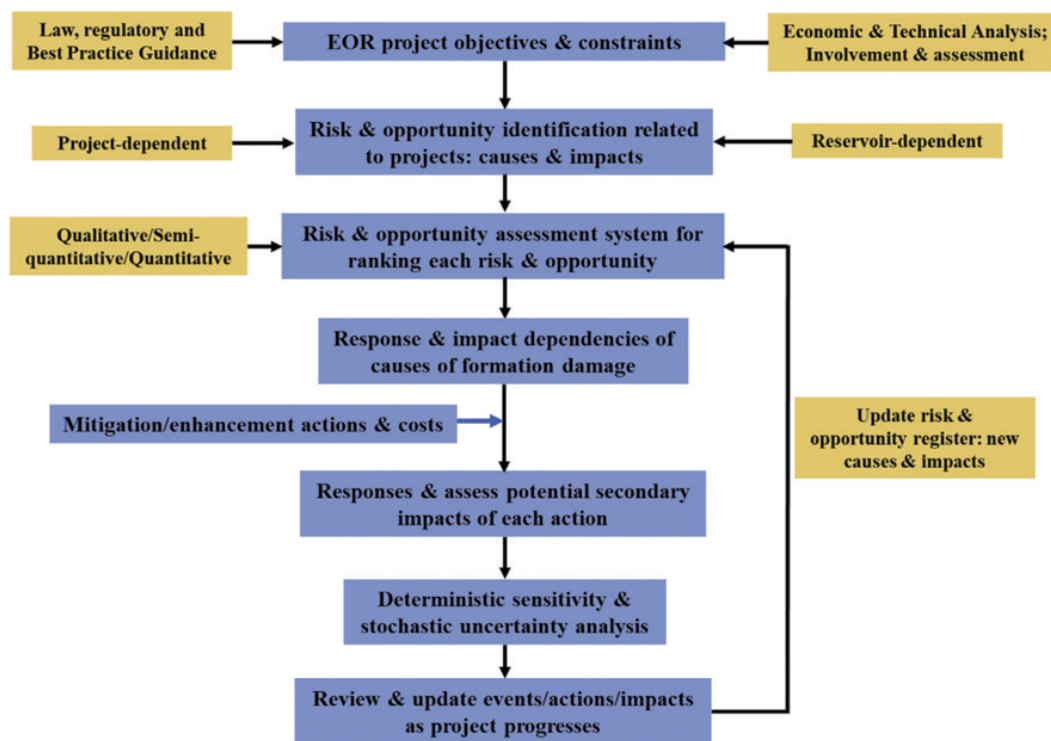 Law, regulatory and
Best Practice Guidance
EOR project objectives & constraints
Economic & Technical Analysis;
Involvement & assessment
Project-dependent
Risk & opportunity identification related
to projects: causes & impacts
Reservoir-dependent
Qualitative/Semi-
quantitative/Quantitative
Risk & opportunity assessment system for
ranking each risk & opportunity
Response & impact dependencies of
causes of formation damage
Mitigation/enhancement actions & costs
Update risk &
opportunity register: new
causes & impacts
Responses & assess potential secondary
impacts of each action
Deterministic sensitivity &
stochastic uncertainty analysis
Review & update events/actions/impacts
as project progresses